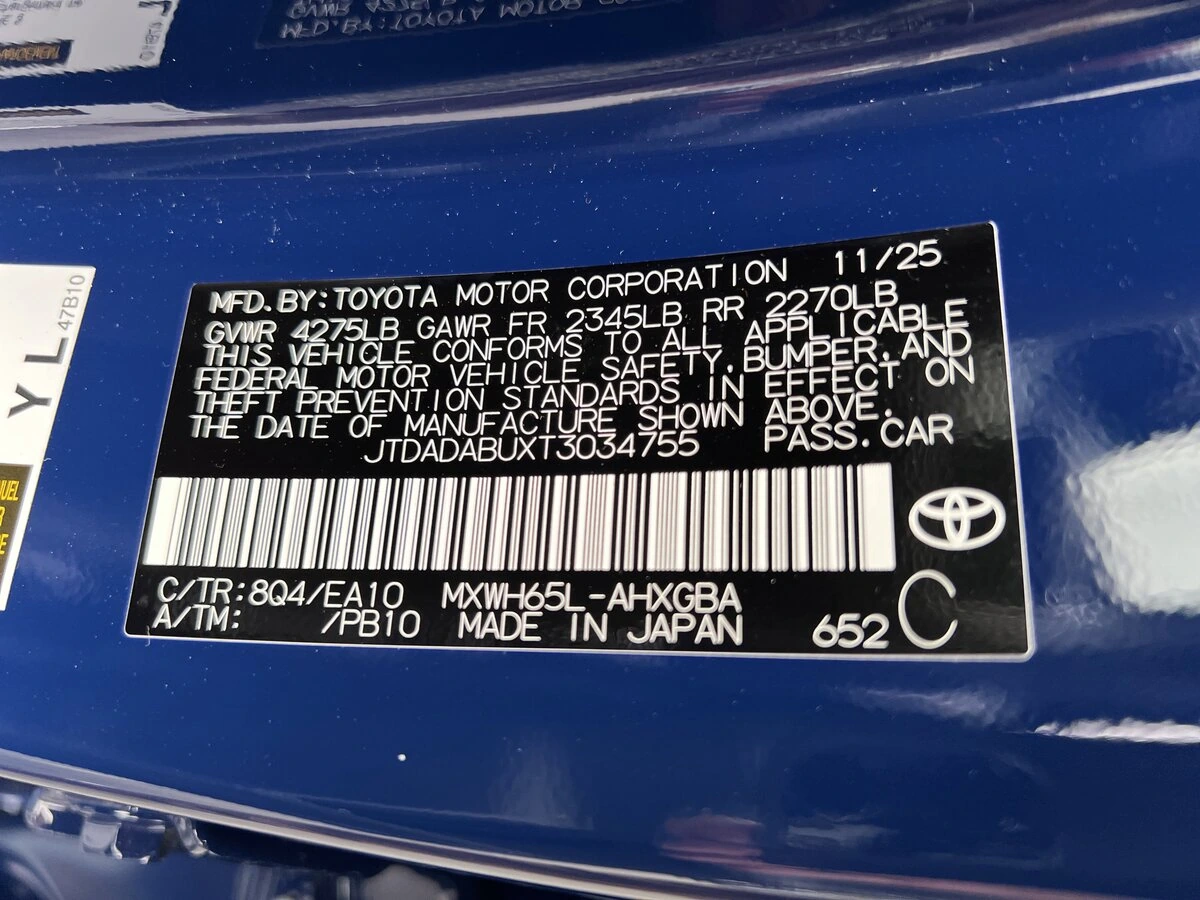 MFD.BY:TOYOTA MOTOR CORPORATION 11/25
GVWR 4275LB GAWR FR 2345LB RR 2270LB
THIS VEHICLE CONFORMS TO ALL APPLICABLE
FEDERAL MOTOR VEHICLE SAFETY,BUMPER,AND
THEFT PREVENTION STANDARDS IN EFFECT ON
THE DATE OF MANUFACTURE SHOWN ABOVE.
JTDADABUXT3034755 PASS.CAR
C/TR:8Q4/EA10 MXWH65L-AHXGBA
A/TM: /PB10 MADE IN JAPAN 652 C
YL 47B10